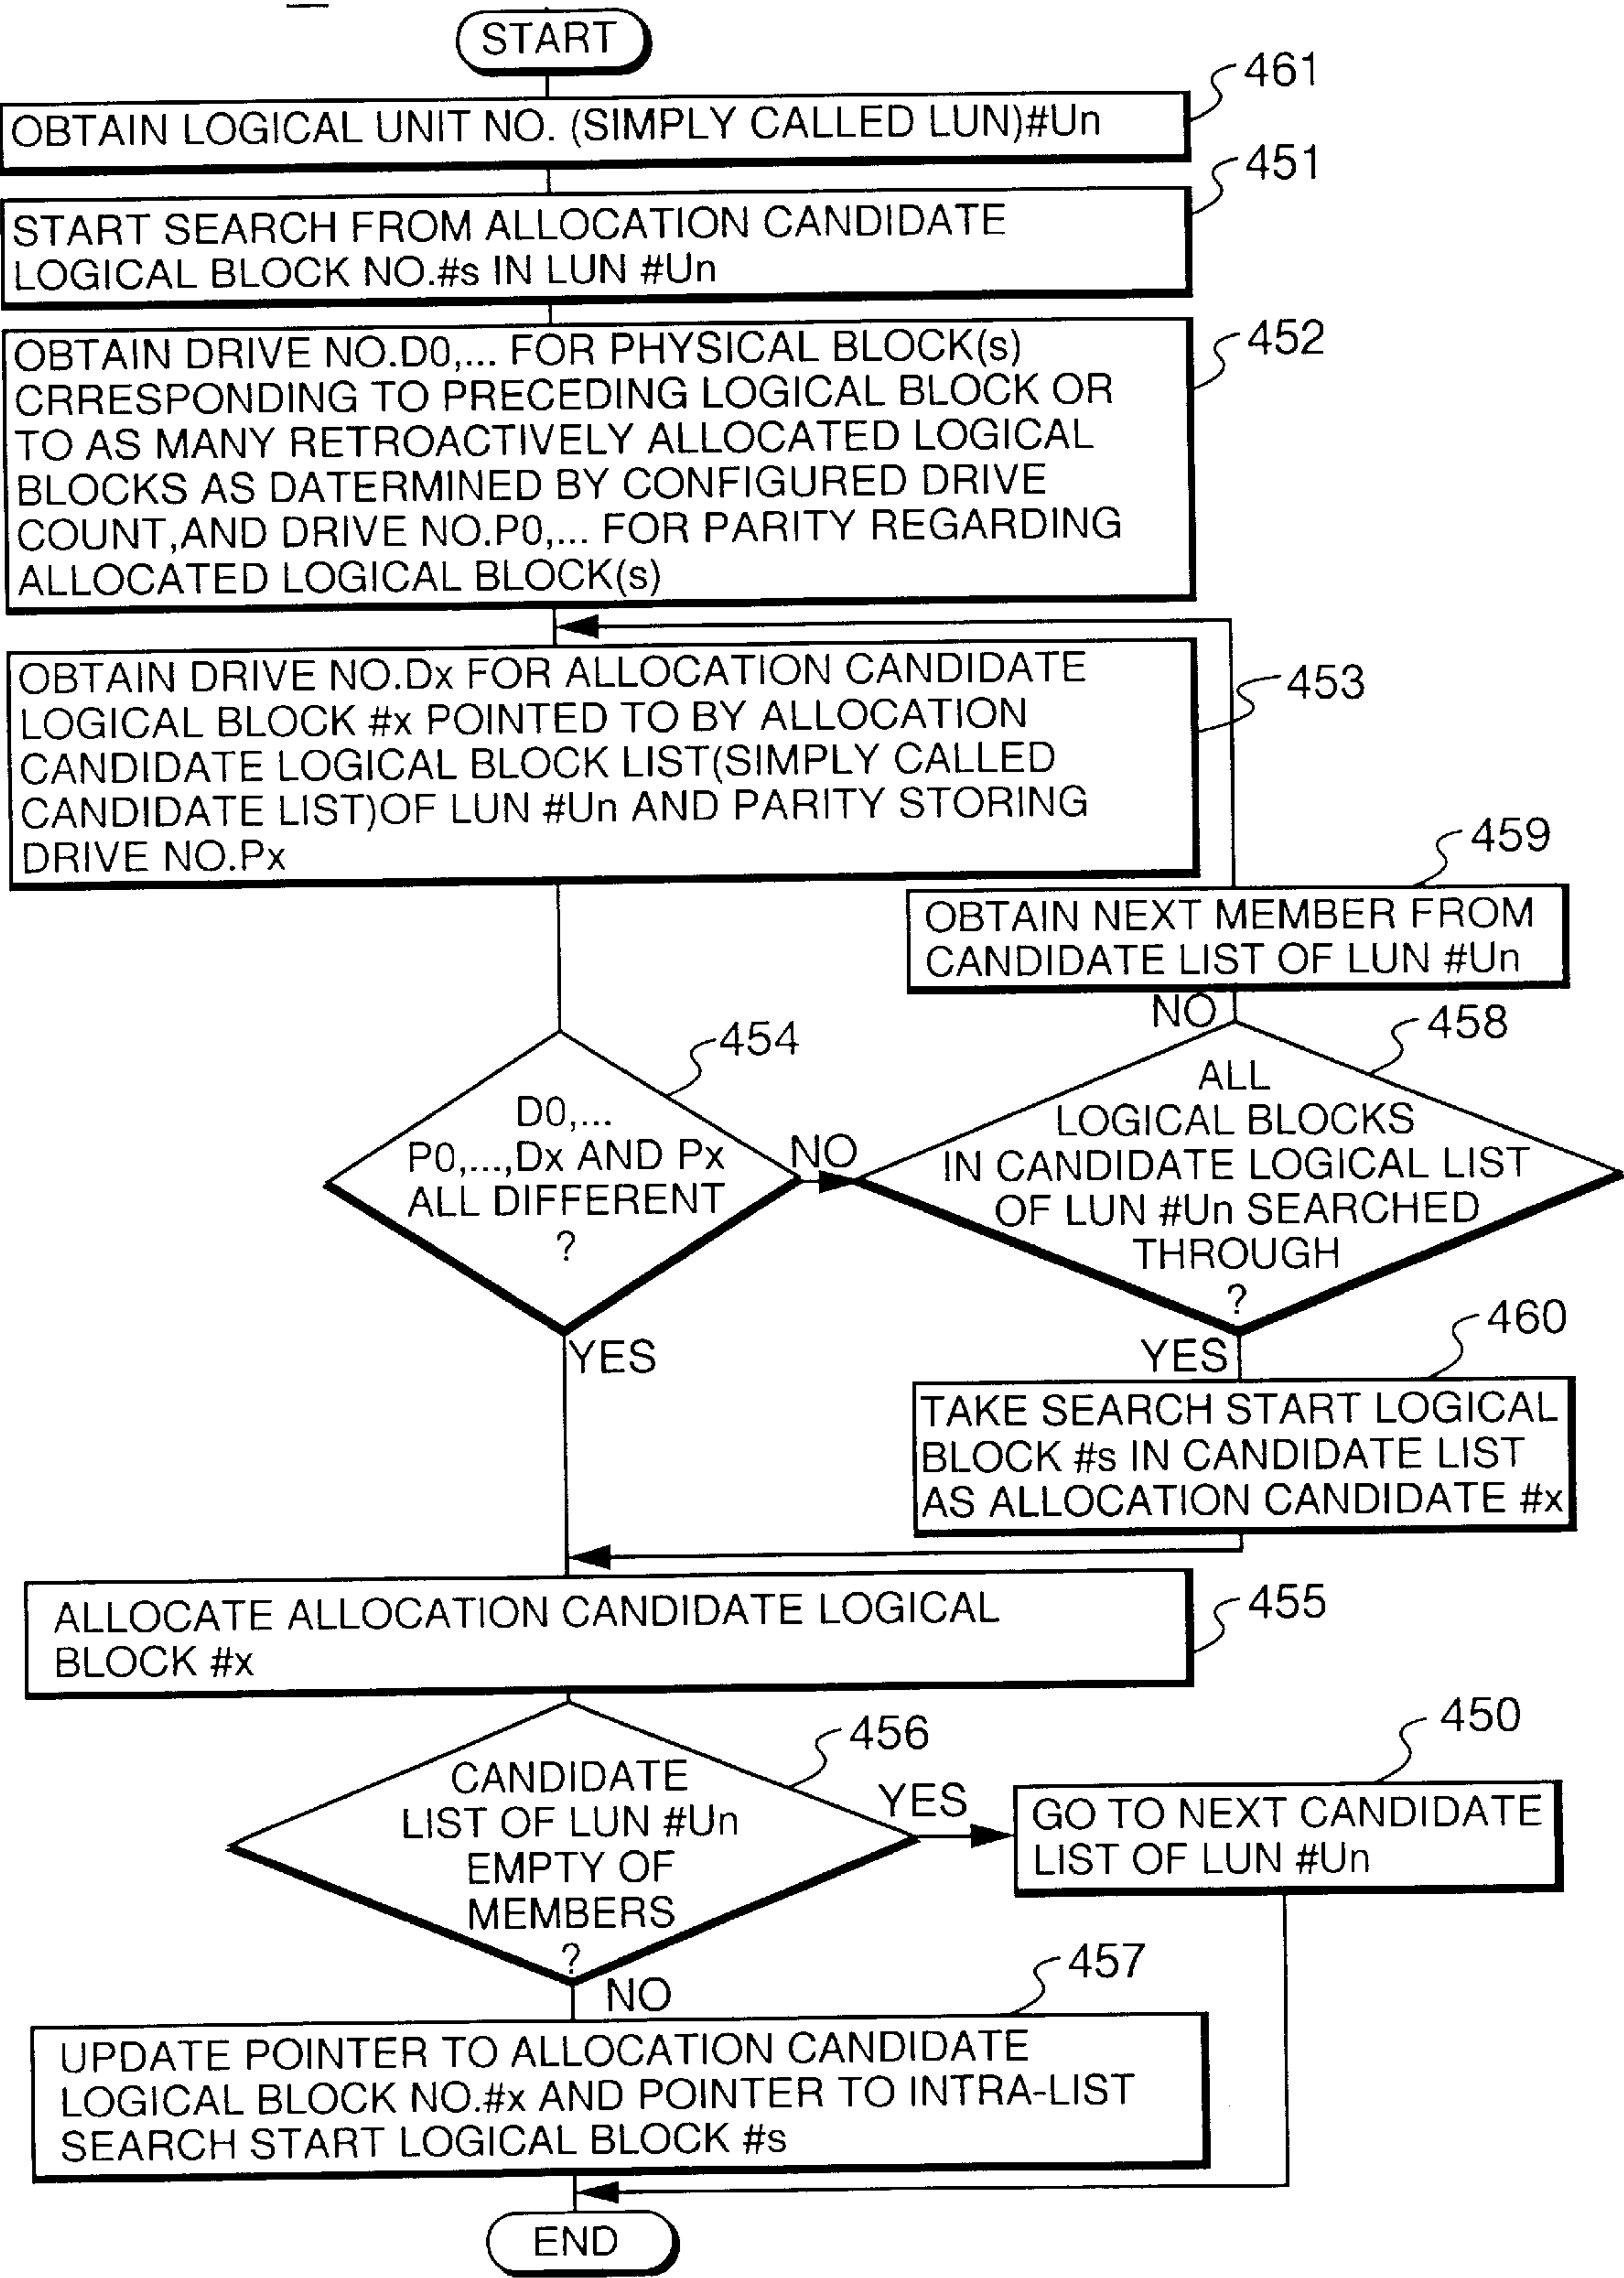 START
461
OBTAIN LOGICAL UNIT NO. (SIMPLY CALLED LUN)#Un
451
START SEARCH FROM ALLOCATION CANDIDATE
LOGICAL BLOCK NO.#s IN LUN #Un
452
OBTAIN DRIVE NO.D0,... FOR PHYSICAL BLOCK(s)
CRRESPONDING TO PRECEDING LOGICAL BLOCK OR
TO AS MANY RETROACTIVELY ALLOCATED LOGICAL
BLOCKS AS DATERMINED BY CONFIGURED DRIVE
COUNT,AND DRIVE NO.P0,... FOR PARITY REGARDING
ALLOCATED LOGICAL BLOCK(s)
453
OBTAIN DRIVE NO.Dx FOR ALLOCATION CANDIDATE
LOGICAL BLOCK #x POINTED TO BY ALLOCATION
CANDIDATE LOGICAL BLOCK LIST(SIMPLY CALLED
CANDIDATE LIST)OF LUN #Un AND PARITY STORING
DRIVE NO.Px
459
OBTAIN NEXT MEMBER FROM
CANDIDATE LIST OF LUN #Un
NO
458
454
D0,...
P0,...,Dx AND Px
ALL DIFFERENT
?
NO
ALL
LOGICAL BLOCKS
IN CANDIDATE LOGICAL LIST
OF LUN #Un SEARCHED
THROUGH
?
YES
YES
460
TAKE SEARCH START LOGICAL
BLOCK #s IN CANDIDATE LIST
AS ALLOCATION CANDIDATE #x
455
ALLOCATE ALLOCATION CANDIDATE LOGICAL
BLOCK #x
456
CANDIDATE
LIST OF LUN #Un
EMPTY OF
MEMBERS
?
YES
450
GO TO NEXT CANDIDATE
LIST OF LUN #Un
NO
457
UPDATE POINTER TO ALLOCATION CANDIDATE
LOGICAL BLOCK NO.#x AND POINTER TO INTRA-LIST
SEARCH START LOGICAL BLOCK #s
END